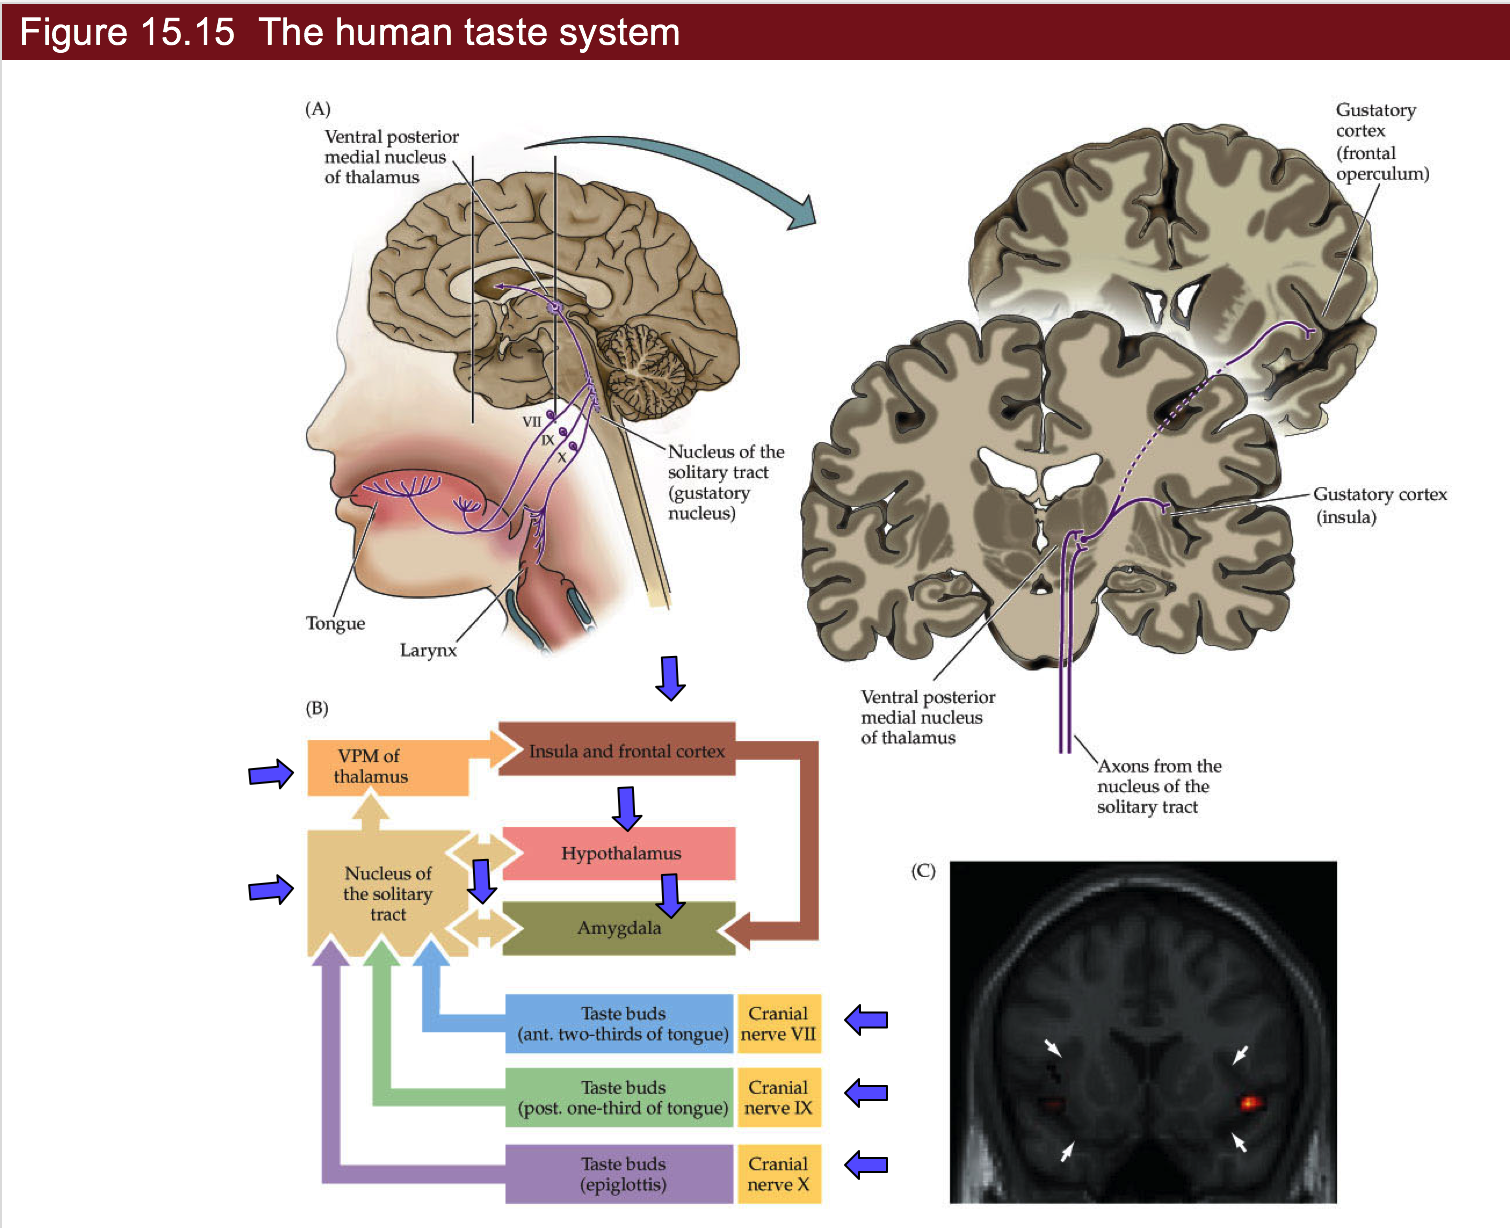 Figure 15.15 The human taste system
(A)
Ventral posterior
medial nucleus
of thalamus
VII
IX
X
Nucleus of the
solitary tract
(gustatory
nucleus)
Tongue
Larynx
Gustatory
cortex
(frontal
operculum)
Gustatory cortex
(insula)
Ventral posterior
medial nucleus
of thalamus
Axons from the
nucleus of the
solitary tract
(B)
VPM of
thalamus
Insula and frontal cortex
Nucleus of
the solitary
tract
Hypothalamus
Amygdala
Taste buds
(ant. two-thirds of tongue)
Cranial
nerve VII
Taste buds
(post. one-third of tongue)
Cranial
nerve IX
Taste buds
(epiglottis)
Cranial
nerve X
(C)